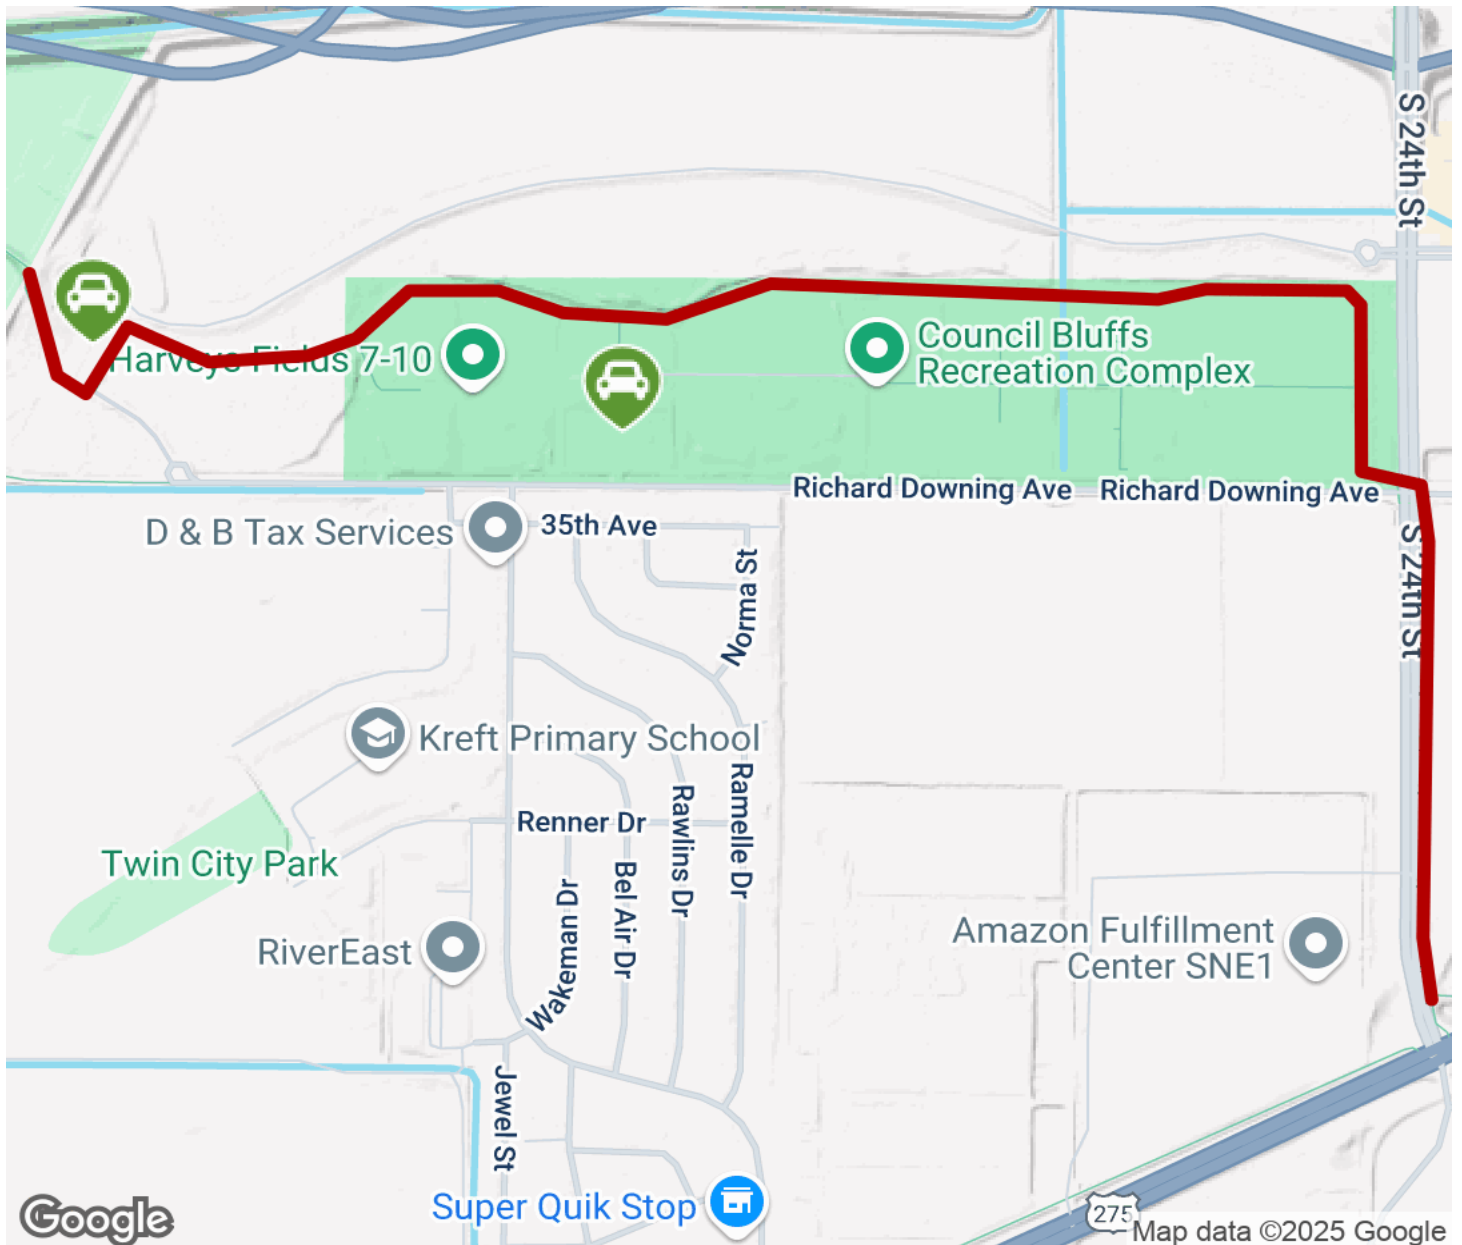 S 24th St
Harveys Fields 7-10
Council Bluffs
Recreation Complex
Richard Downing Ave
Richard Downing Ave
D & B Tax Services
35th Ave
Norma St
S 24th St
Kreft Primary School
Ramelle Dr
Rawlins Dr
Renner Dr
Twin City Park
Bel Air Dr
Wakeman Dr
RiverEast
Amazon Fulfillment
Center SNE1
Jewel St
Super Quik Stop
275
Google
Map data ©2025 Google